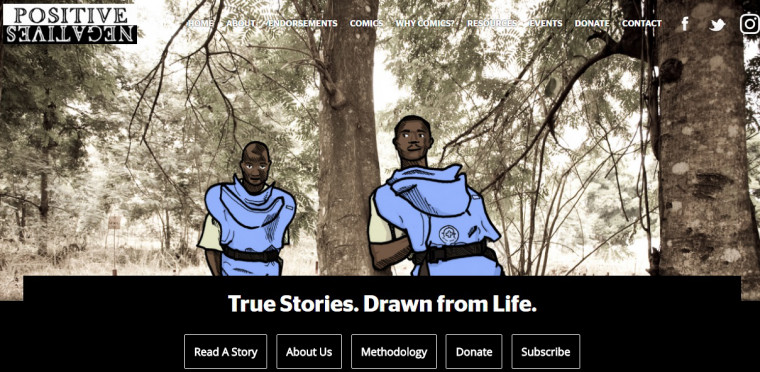 POSITIVE
NEGATIVES
HOME ABOUT ENDORSEMENTS COMICS WHY COMICS? RESOURCES EVENTS DONATE CONTACT
True Stories. Drawn from Life.
Read A Story About Us Methodology Donate Subscribe